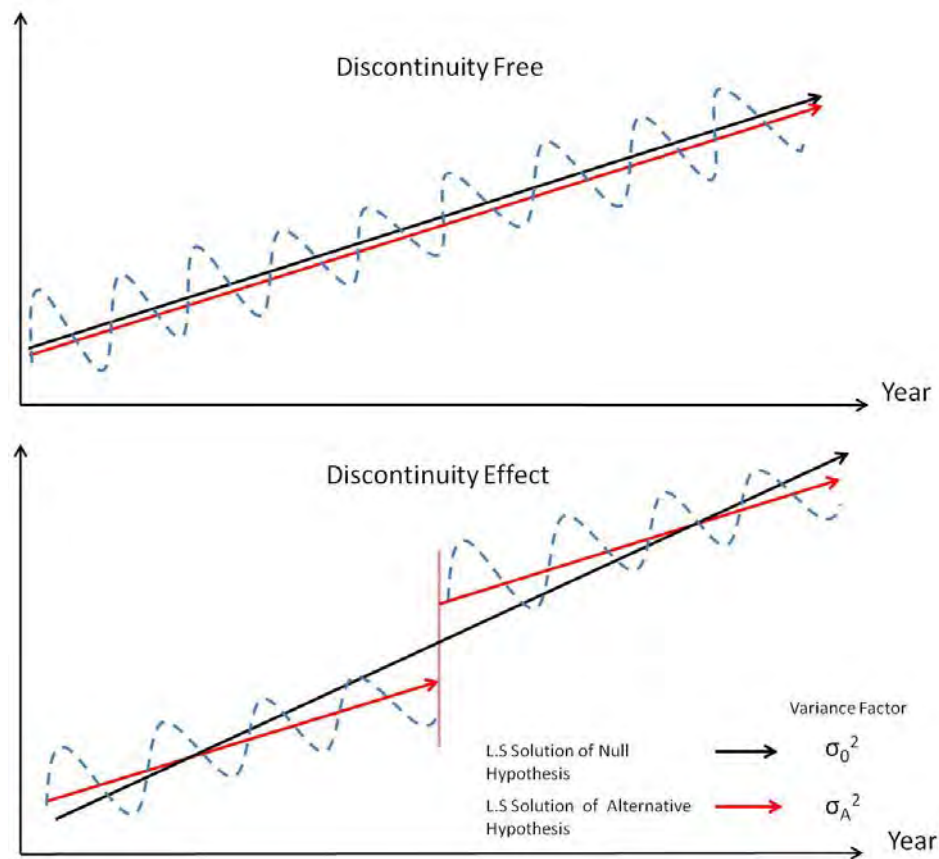 Discontinuity Free
Year
Discontinuity Effect
Variance Factor
L.S Solution of Null
Hypothesis
σ₀²
L.S Solution of Alternative
Hypothesis
σA²
Year